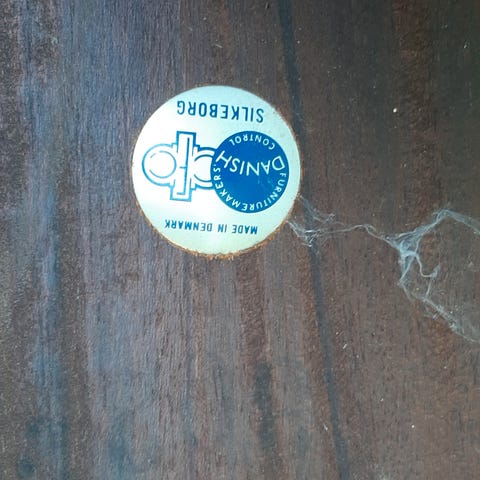 MADE IN DENMARK
DANISH
FURNITUREMAKERS'
CONTROL
SILKEBORG